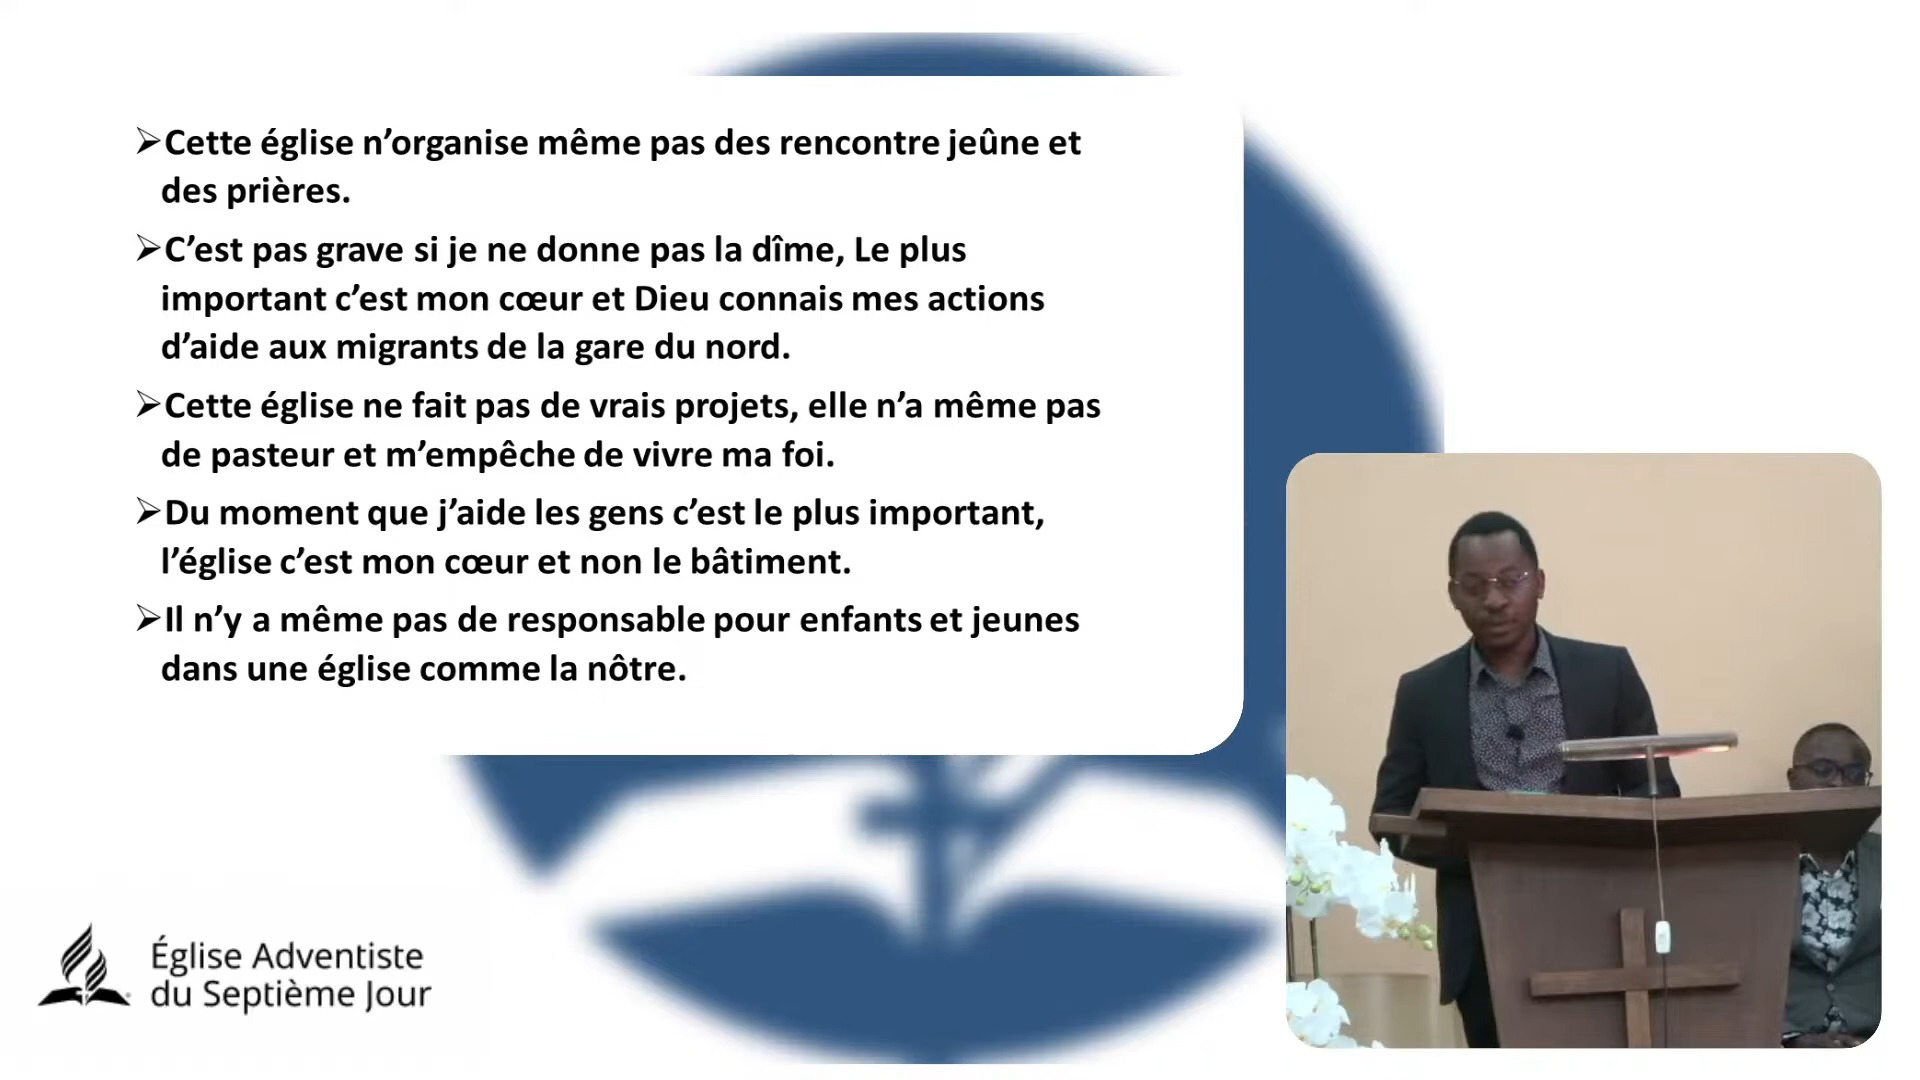 ➢Cette église n’organise même pas des rencontre jeûne et
des prières.
➢C’est pas grave si je ne donne pas la dîme, Le plus
important c’est mon cœur et Dieu connais mes actions
d’aide aux migrants de la gare du nord.
➢Cette église ne fait pas de vrais projets, elle n’a même pas
de pasteur et m’empêche de vivre ma foi.
➢Du moment que j’aide les gens c’est le plus important,
l’église c’est mon cœur et non le bâtiment.
➢Il n’y a même pas de responsable pour enfants et jeunes
dans une église comme la nôtre.
Église Adventiste
du Septième Jour